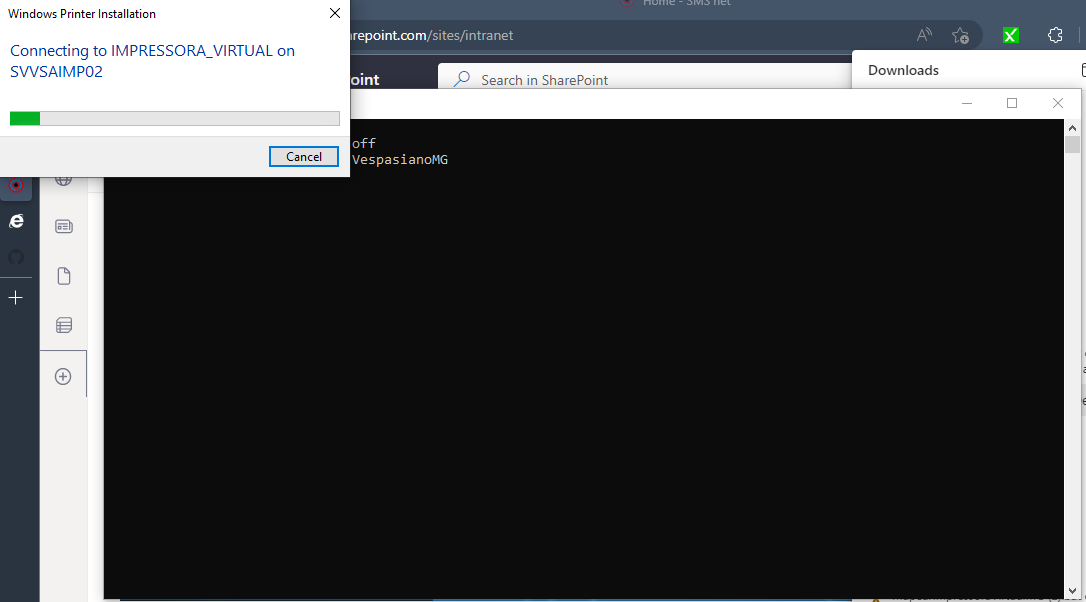 Windows Printer Installation
Connecting to IMPRESSORA_VIRTUAL on
SVVSAIMP02
Cancel
Home - SMS net
repoint.com/sites/intranet
oint
Search in SharePoint
Downloads
off
VespasianoMG